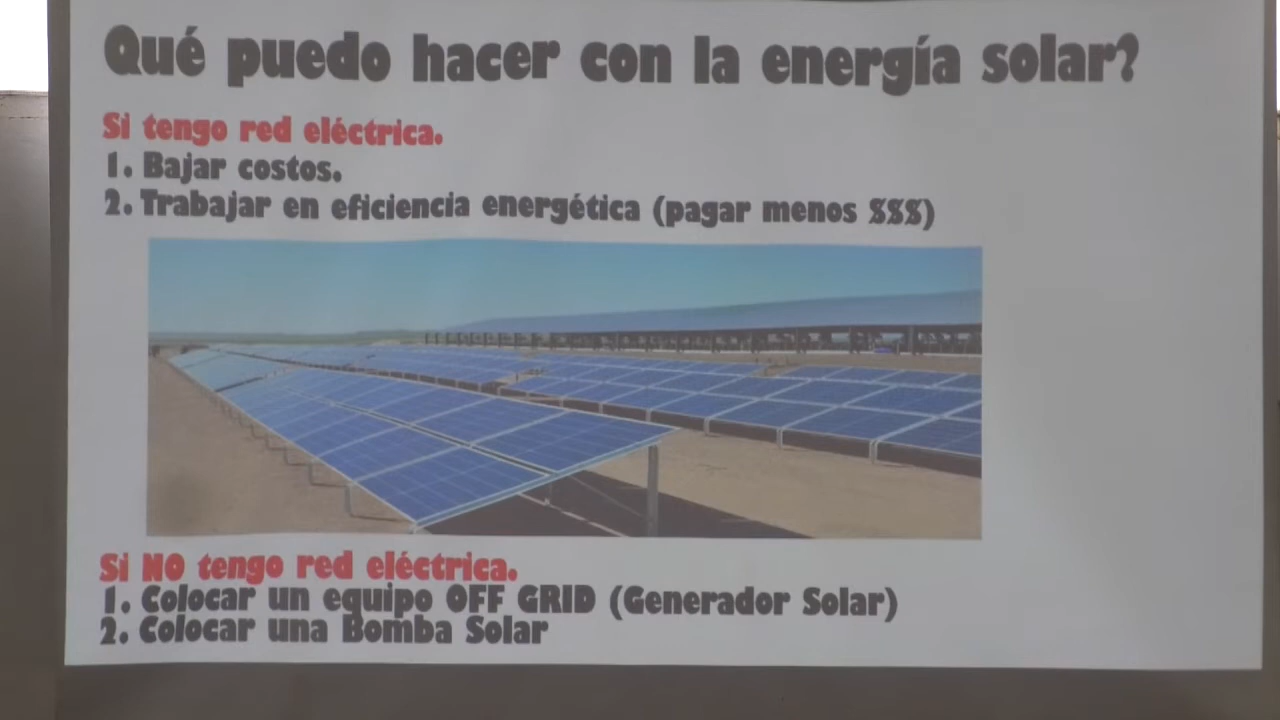 Qué puedo hacer con la energía solar?
Si tengo red eléctrica.
1. Bajar costos.
2. Trabajar en eficiencia energética (pagar menos $$$)
Si NO tengo red eléctrica.
1. Colocar un equipo OFF GRID (Generador Solar)
2. Colocar una Bomba Solar